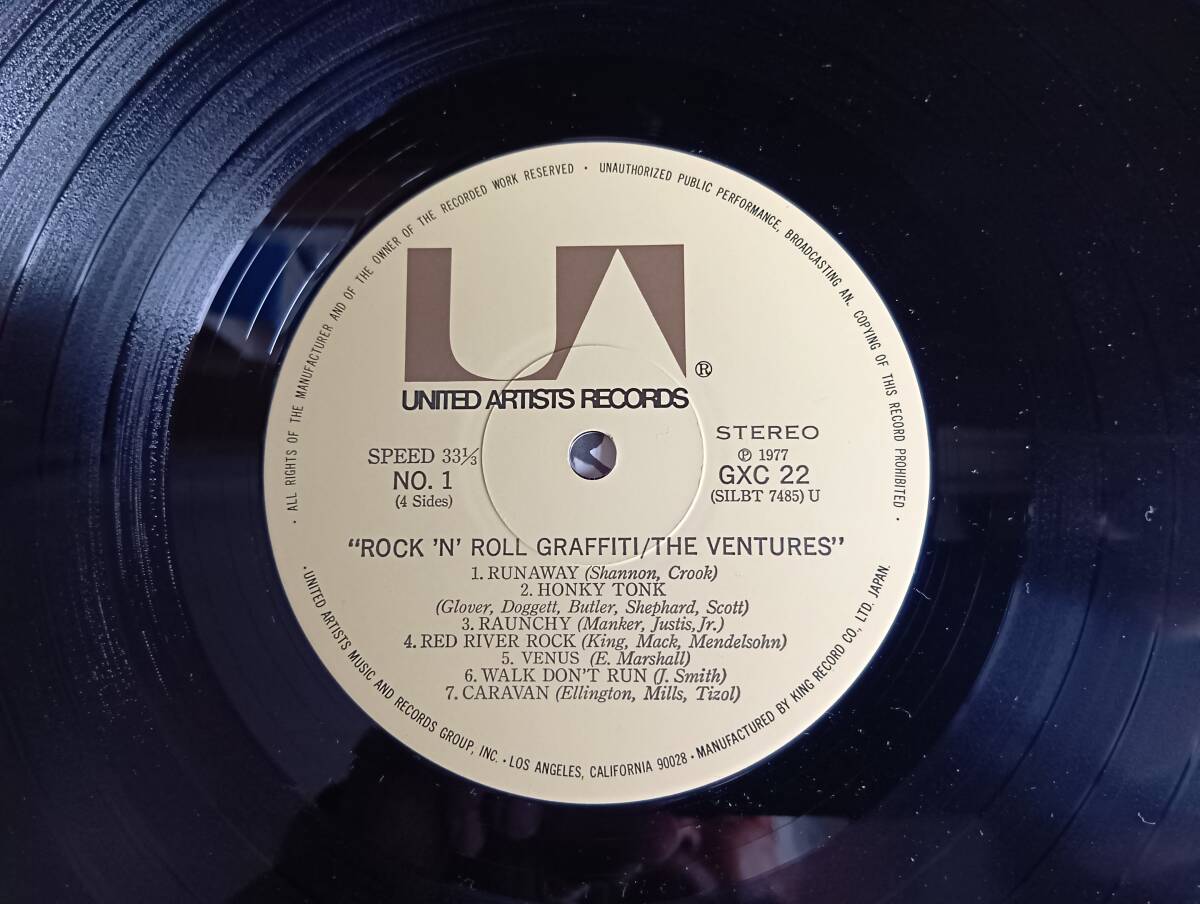 · ALL RIGHTS OF THE MANUFACTURER AND OF THE OWNER OF THE RECORDED WORK RESERVED · UNAUTHORIZED PUBLIC PERFORMANCE, BROADCASTING AN. COPYING OF THIS RECORD PROHIBITED ·
UA ®
UNITED ARTISTS RECORDS
SPEED 33⅓
NO. 1
(4 Sides)
STEREO
℗ 1977
GXC 22
(SILBT 7485) U
“ROCK 'N' ROLL GRAFFITI/THE VENTURES”
1. RUNAWAY (Shannon, Crook)
2. HONKY TONK
(Glover, Doggett, Butler, Shephard, Scott)
3. RAUNCHY (Manker, Justis, Jr.)
4. RED RIVER ROCK (King, Mack, Mendelsohn)
5. VENUS (E. Marshall)
6. WALK DON'T RUN (J. Smith)
7. CARAVAN (Ellington, Mills, Tizol)
· UNITED ARTISTS MUSIC AND RECORDS GROUP, INC. · LOS ANGELES, CALIFORNIA 90028 · MANUFACTURED BY KING RECORD CO., LTD. JAPAN.